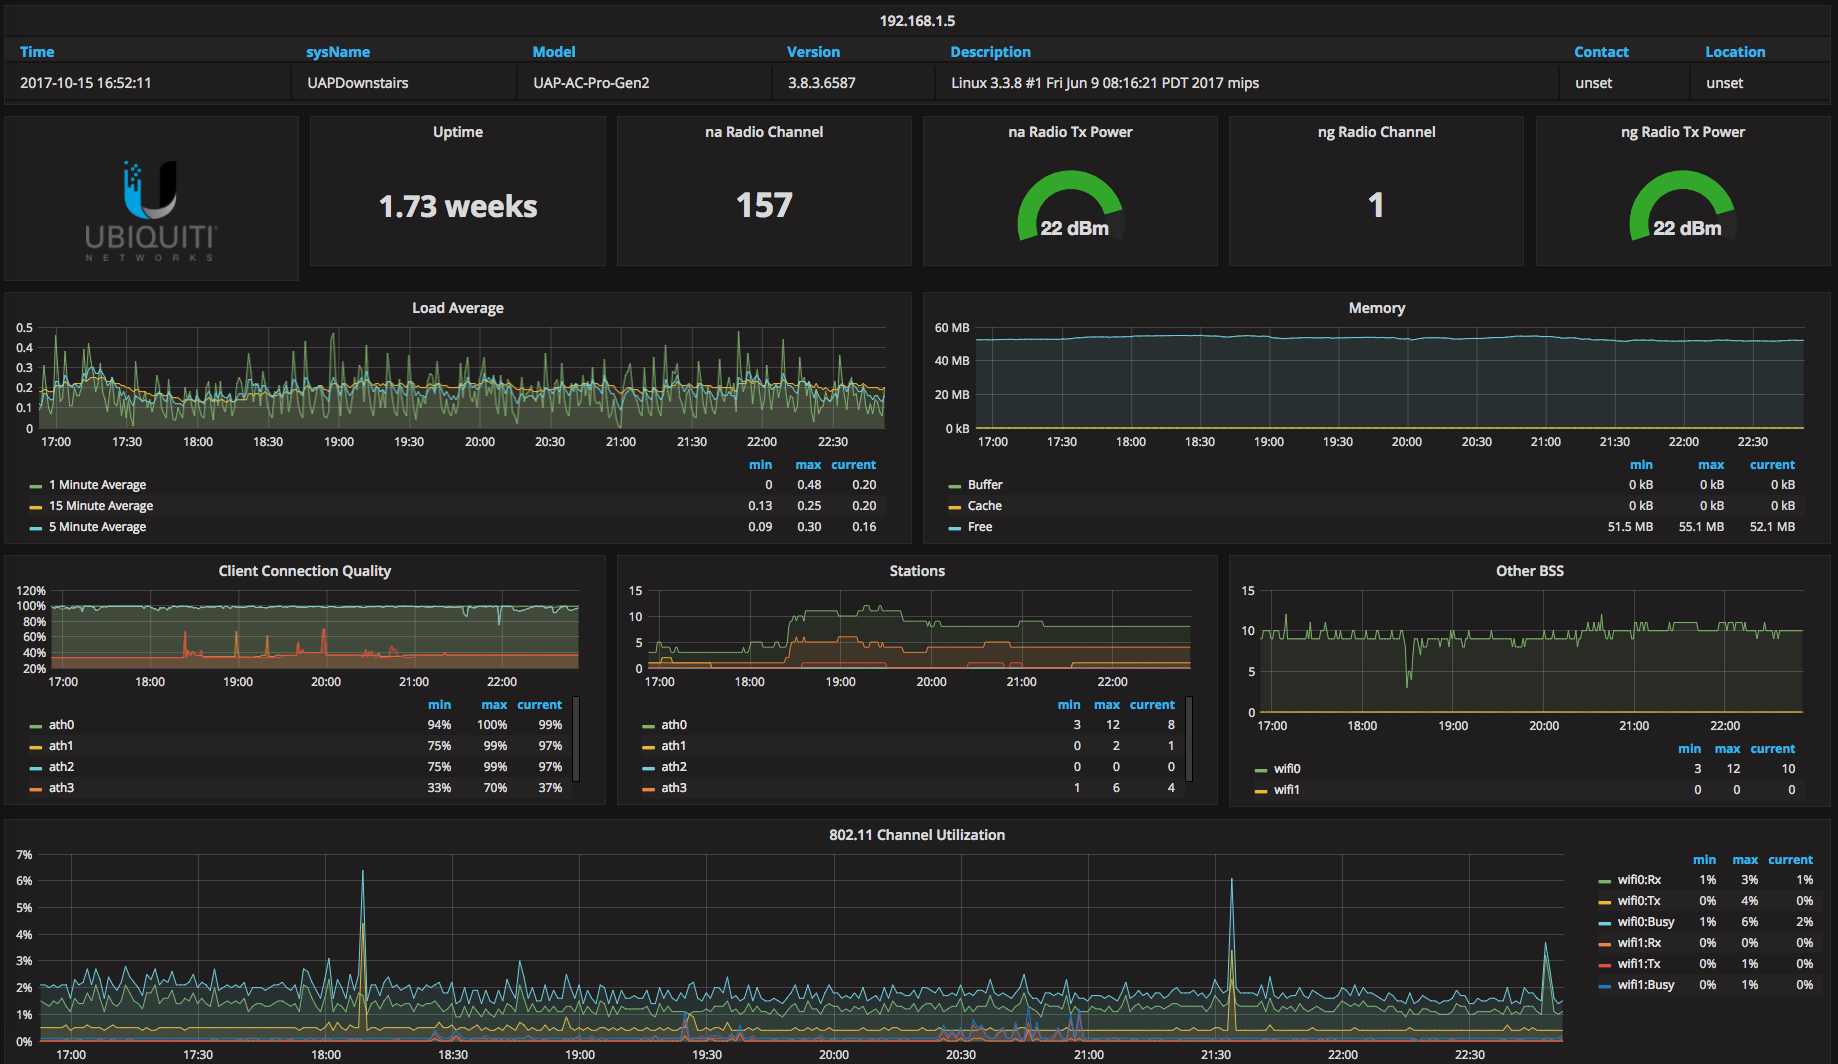 192.168.1.5
Time sysName Model Version Description Contact Location
2017-10-15 16:52:11 UAPDownstairs UAP-AC-Pro-Gen2 3.8.3.6587 Linux 3.3.8 #1 Fri Jun 9 08:16:21 PDT 2017 mips unset unset
UBIQUITI
NETWORKS
Uptime
1.73 weeks
na Radio Channel
157
na Radio Tx Power
22 dBm
ng Radio Channel
1
ng Radio Tx Power
22 dBm
Load Average
0.5
0.4
0.3
0.2
0.1
0
17:00 17:30 18:00 18:30 19:00 19:30 20:00 20:30 21:00 21:30 22:00 22:30
min max current
1 Minute Average 0 0.48 0.20
15 Minute Average 0.13 0.25 0.20
5 Minute Average 0.09 0.30 0.16
Memory
60 MB
40 MB
20 MB
0 kB
17:00 17:30 18:00 18:30 19:00 19:30 20:00 20:30 21:00 21:30 22:00 22:30
min max current
Buffer 0 kB 0 kB 0 kB
Cache 0 kB 0 kB 0 kB
Free 51.5 MB 55.1 MB 52.1 MB
Client Connection Quality
120%
100%
80%
60%
40%
20%
17:00 18:00 19:00 20:00 21:00 22:00
min max current
ath0 94% 100% 99%
ath1 75% 99% 97%
ath2 75% 99% 97%
ath3 33% 70% 37%
Stations
15
10
5
0
17:00 18:00 19:00 20:00 21:00 22:00
min max current
ath0 3 12 8
ath1 0 2 1
ath2 0 0 0
ath3 1 6 4
Other BSS
15
10
5
0
17:00 18:00 19:00 20:00 21:00 22:00
min max current
wifi0 3 12 10
wifi1 0 0 0
802.11 Channel Utilization
7%
6%
5%
4%
3%
2%
1%
0%
17:00 17:30 18:00 18:30 19:00 19:30 20:00 20:30 21:00 21:30 22:00 22:30
min max current
wifi0:Rx 1% 3% 1%
wifi0:Tx 0% 4% 0%
wifi0:Busy 1% 6% 2%
wifi1:Rx 0% 0% 0%
wifi1:Tx 0% 1% 0%
wifi1:Busy 0% 1% 0%